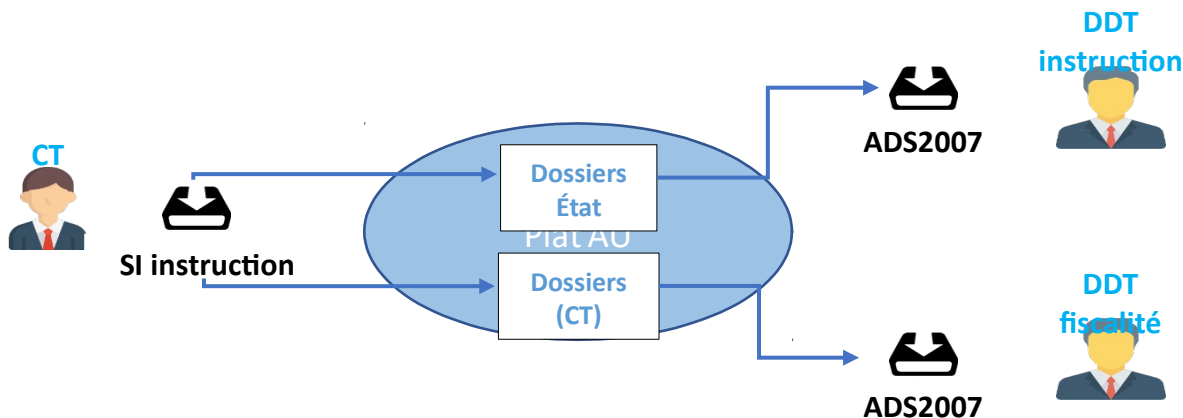 DDT
instruction
ADS2007
CT
SI instruction
Dossiers
État
Plat AU
Dossiers
(CT)
DDT
fiscalité
ADS2007